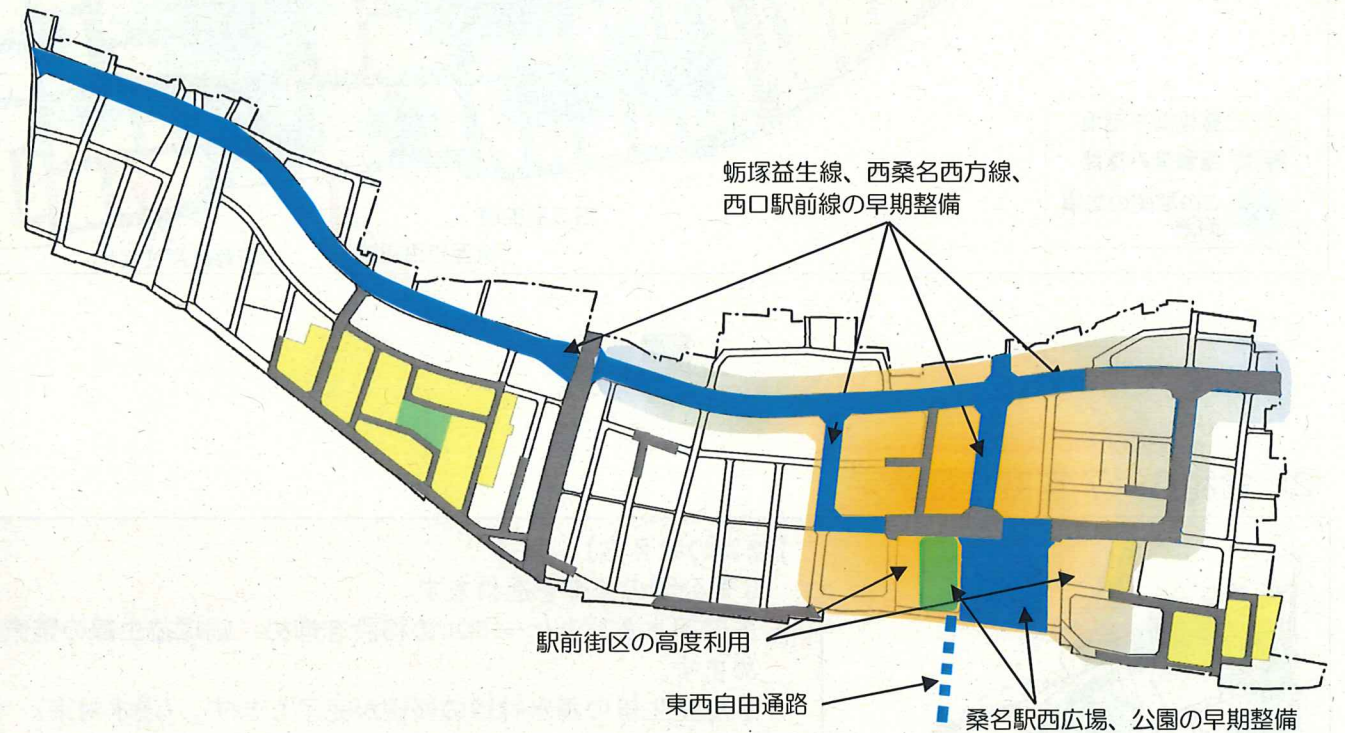 蛎塚益生線、西桑名西方線、
西口駅前線の早期整備
駅前街区の高度利用
東西自由通路
桑名駅西広場、公園の早期整備